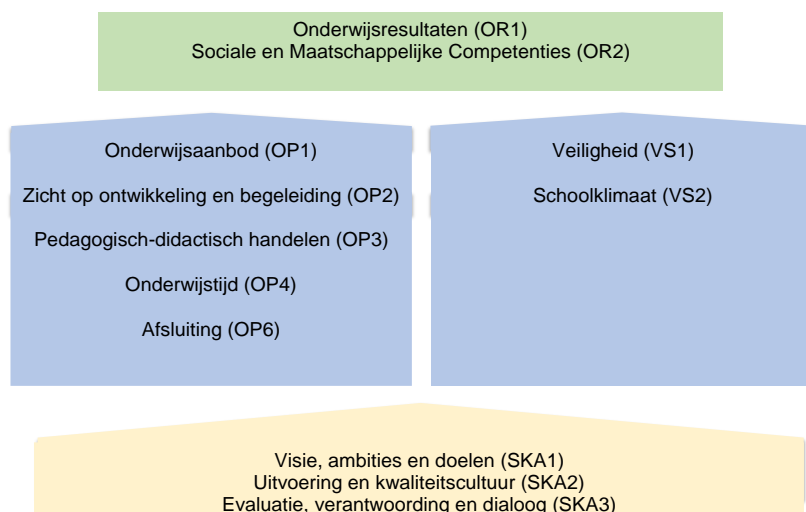 Onderwijsresultaten (OR1)
Sociale en Maatschappelijke Competenties (OR2)
Onderwijsaanbod (OP1)
Zicht op ontwikkeling en begeleiding (OP2)
Pedagogisch-didactisch handelen (OP3)
Onderwijstijd (OP4)
Afsluiting (OP6)
Veiligheid (VS1)
Schoolklimaat (VS2)
Visie, ambities en doelen (SKA1)
Uitvoering en kwaliteitscultuur (SKA2)
Evaluatie, verantwoording en dialoog (SKA3)